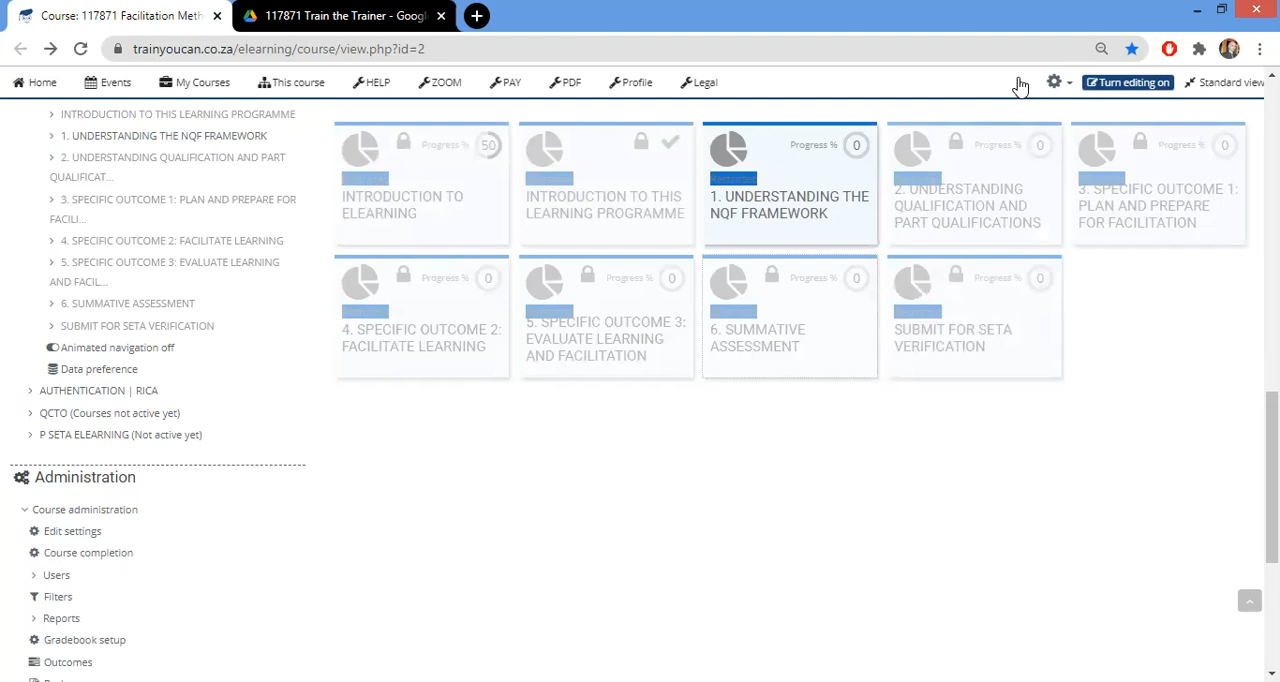 Course: 117871 Facilitation Meth
117871 Train the Trainer - Googl
trainyoucan.co.za/elearning/course/view.php?id=2
Home Events My Courses This course HELP ZOOM PAY PDF Profile Legal Turn editing on Standard view
INTRODUCTION TO THIS LEARNING PROGRAMME
1. UNDERSTANDING THE NQF FRAMEWORK
2. UNDERSTANDING QUALIFICATION AND PART
QUALIFICAT...
3. SPECIFIC OUTCOME 1: PLAN AND PREPARE FOR
FACILI...
4. SPECIFIC OUTCOME 2: FACILITATE LEARNING
5. SPECIFIC OUTCOME 3: EVALUATE LEARNING
AND FACIL...
6. SUMMATIVE ASSESSMENT
SUBMIT FOR SETA VERIFICATION
Animated navigation off
Data preference
AUTHENTICATION | RICA
QCTO (Courses not active yet)
P SETA ELEARNING (Not active yet)
Administration
Course administration
Edit settings
Course completion
Users
Filters
Reports
Gradebook setup
Outcomes
Progress % 50
INTRODUCTION TO
ELEARNING
INTRODUCTION TO THIS
LEARNING PROGRAMME
Progress % 0
Restricted
1. UNDERSTANDING THE
NQF FRAMEWORK
Progress % 0
2. UNDERSTANDING
QUALIFICATION AND
PART QUALIFICATIONS
Progress % 0
3. SPECIFIC OUTCOME 1:
PLAN AND PREPARE
FOR FACILITATION
Progress % 0
4. SPECIFIC OUTCOME 2:
FACILITATE LEARNING
Progress % 0
5. SPECIFIC OUTCOME 3:
EVALUATE LEARNING
AND FACILITATION
Progress % 0
6. SUMMATIVE
ASSESSMENT
Progress % 0
SUBMIT FOR SETA
VERIFICATION